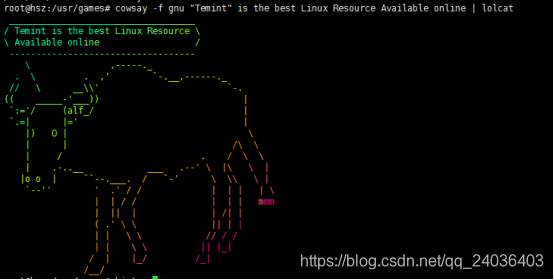 root@hsz:/usr/games# cowsay -f gnu "Temint" is the best Linux Resource Available online | lolcat
/ Temint is the best Linux Resource \
\ Available online /
(alf_/
https://blog.csdn.net/qq_24036403